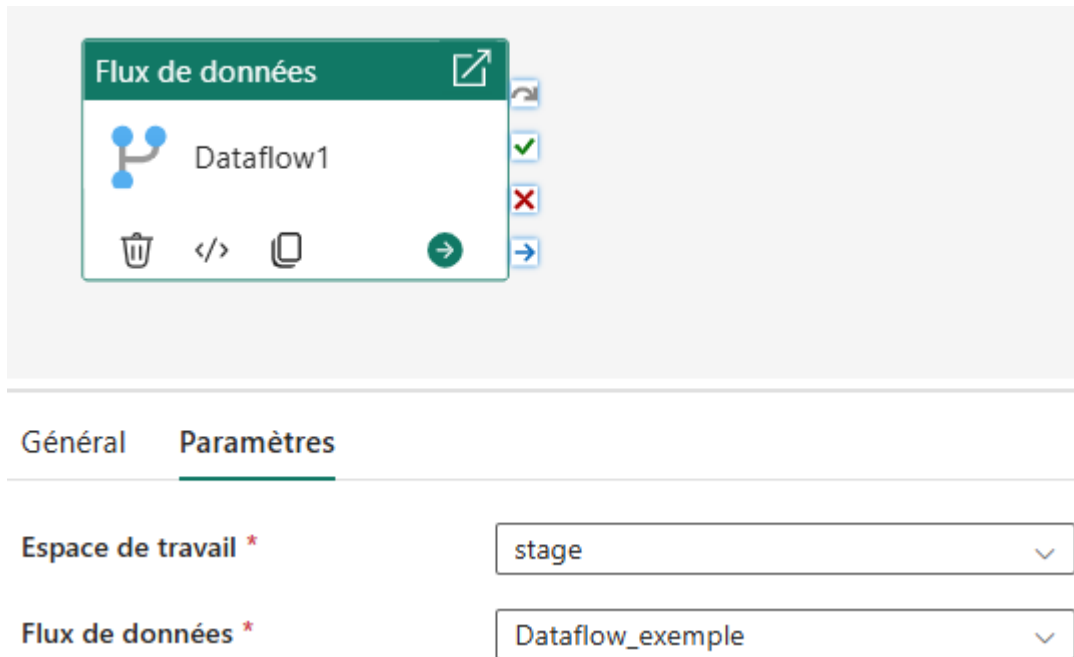 Flux de données
Dataflow1
</>
Général Paramètres
Espace de travail * stage
Flux de données * Dataflow_exemple